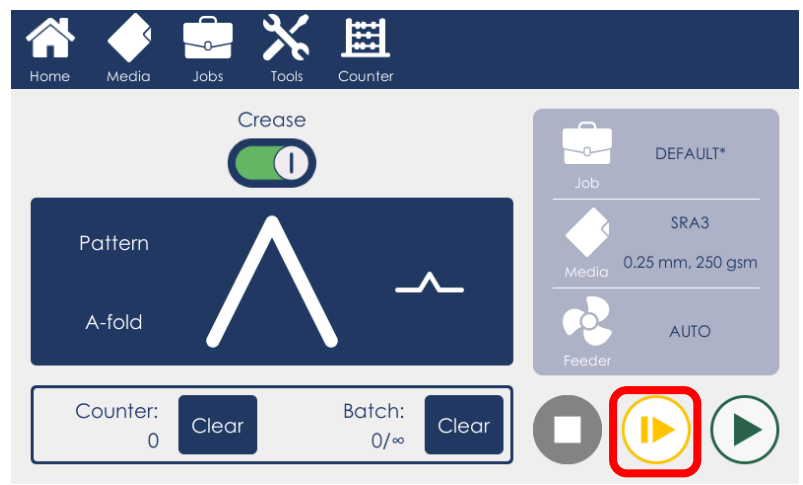 Home Media Jobs Tools Counter
Crease
Pattern
A-fold
DEFAULT*
Job
SRA3
0.25 mm, 250 gsm
Media
AUTO
Feeder
Counter:
0
Clear
Batch:
0/∞
Clear